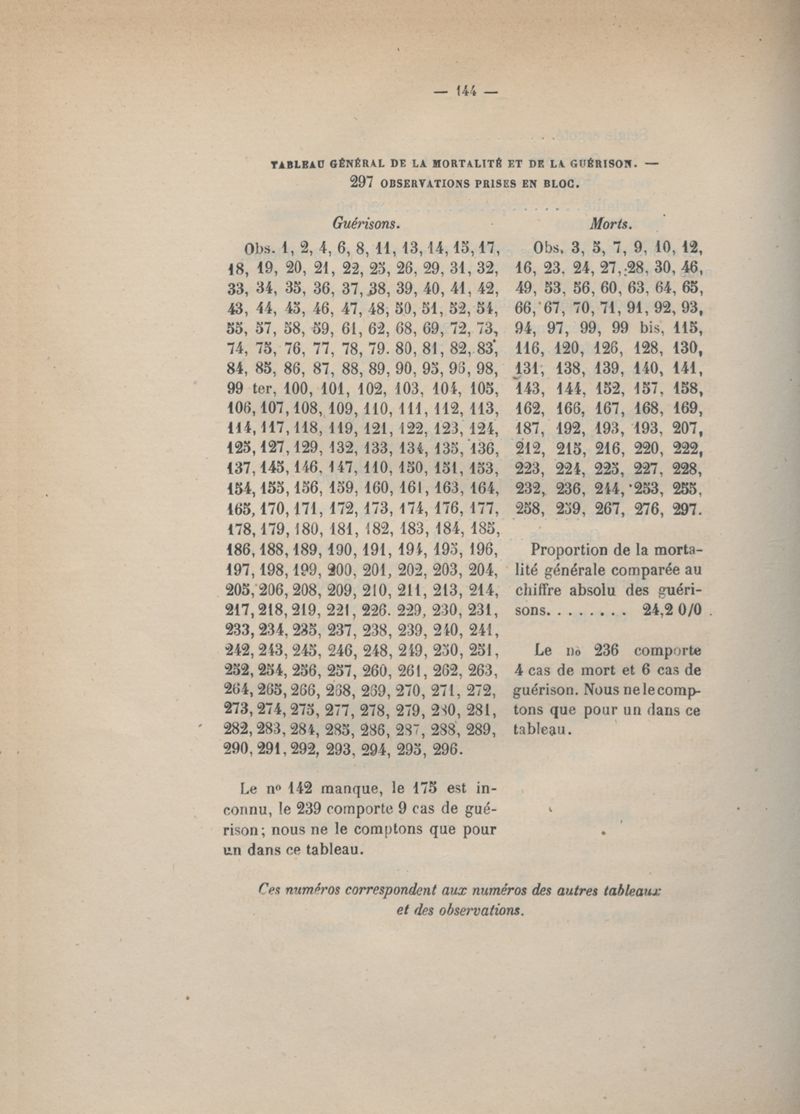 — 144 —
TABLEAU GÉNÉRAL DE LA MORTALITÉ ET DE LA GUÉRISON. —
297 OBSERVATIONS PRISES EN BLOC.
Guérisons.
Obs. 1, 2, 4, 6, 8, 11, 13, 14, 15, 17,
18, 19, 20, 21, 22, 25, 26, 29, 31, 32,
33, 34, 35, 36, 37, 38, 39, 40, 41, 42,
43, 44, 45, 46, 47, 48, 50, 51, 52, 54,
55, 57, 58, 59, 61, 62, 68, 69, 72, 73,
74, 75, 76, 77, 78, 79. 80, 81, 82, 83,
84, 85, 86, 87, 88, 89, 90, 95, 96, 98,
99 ter, 100, 101, 102, 103, 104, 105,
106, 107, 108, 109, 110, 111, 112, 113,
114, 117, 118, 119, 121, 122, 123, 124,
125, 127, 129, 132, 133, 134, 135, 136,
137, 145, 146, 147, 110, 150, 151, 153,
154, 155, 156, 159, 160, 161, 163, 164,
165, 170, 171, 172, 173, 174, 176, 177,
178, 179, 180, 181, 182, 183, 184, 185,
186, 188, 189, 190, 191, 194, 195, 196,
197, 198, 199, 200, 201, 202, 203, 204,
205, 206, 208, 209, 210, 211, 213, 214,
217, 218, 219, 221, 226. 229, 230, 231,
233, 234, 235, 237, 238, 239, 240, 241,
242, 243, 245, 246, 248, 249, 250, 251,
252, 254, 256, 257, 260, 261, 262, 263,
264, 265, 266, 268, 269, 270, 271, 272,
273, 274, 275, 277, 278, 279, 280, 281,
282, 283, 284, 285, 286, 287, 288, 289,
290, 291, 292, 293, 294, 295, 296.
Le nº 142 manque, le 175 est in-
connu, le 239 comporte 9 cas de gué-
rison; nous ne le comptons que pour
un dans ce tableau.
Morts.
Obs. 3, 5, 7, 9, 10, 12,
16, 23, 24, 27, 28, 30, 46,
49, 53, 56, 60, 63, 64, 65,
66, 67, 70, 71, 91, 92, 93,
94, 97, 99, 99 bis, 115,
116, 120, 126, 128, 130,
131, 138, 139, 140, 141,
143, 144, 152, 157, 158,
162, 166, 167, 168, 169,
187, 192, 193, 193, 207,
212, 215, 216, 220, 222,
223, 224, 225, 227, 228,
232, 236, 244, 253, 255,
258, 259, 267, 276, 297.
Proportion de la morta-
lité générale comparée au
chiffre absolu des guéri-
sons. . . . . . . . 24,2 0/0.
Le nº 236 comporte
4 cas de mort et 6 cas de
guérison. Nous ne le comp-
tons que pour un dans ce
tableau.
Ces numéros correspondent aux numéros des autres tableaux
et des observations.